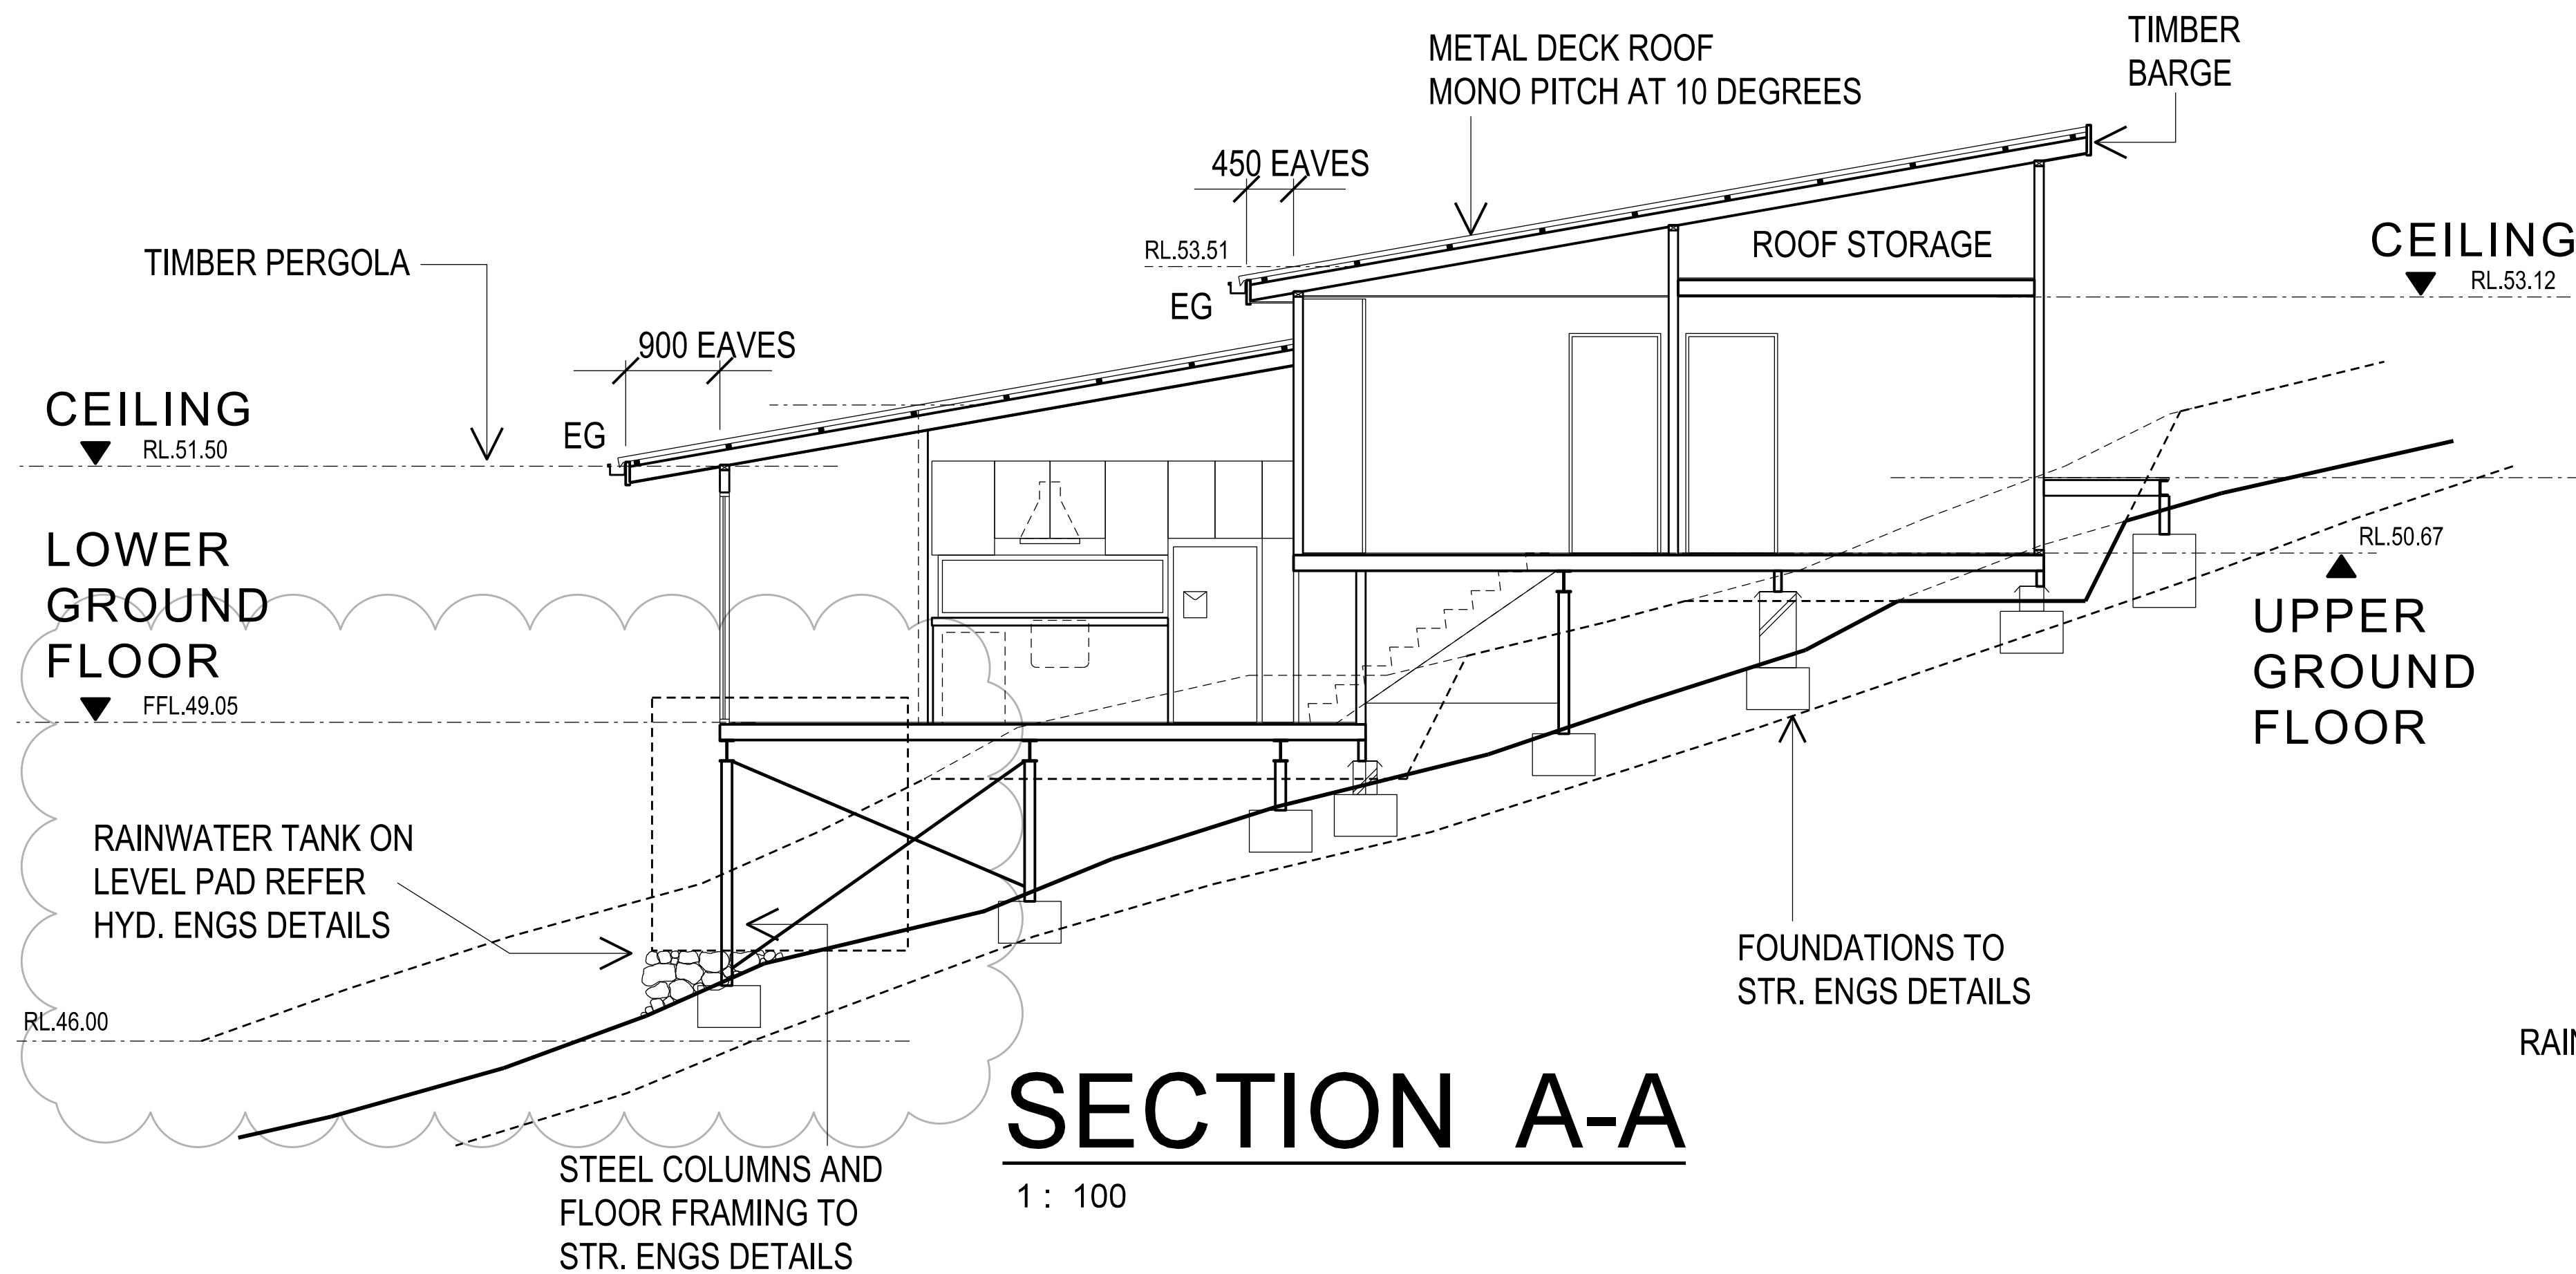 TIMBER
BARGE
METAL DECK ROOF
MONO PITCH AT 10 DEGREES
450 EAVES
RL.53.51
EG
ROOF STORAGE
CEILING
RL.53.12
TIMBER PERGOLA
900 EAVES
EG
CEILING
RL.51.50
LOWER
GROUND
FLOOR
FFL.49.05
RL.50.67
UPPER
GROUND
FLOOR
RAINWATER TANK ON
LEVEL PAD REFER
HYD. ENGS DETAILS
RL.46.00
FOUNDATIONS TO
STR. ENGS DETAILS
STEEL COLUMNS AND
FLOOR FRAMING TO
STR. ENGS DETAILS
SECTION A-A
1 : 100